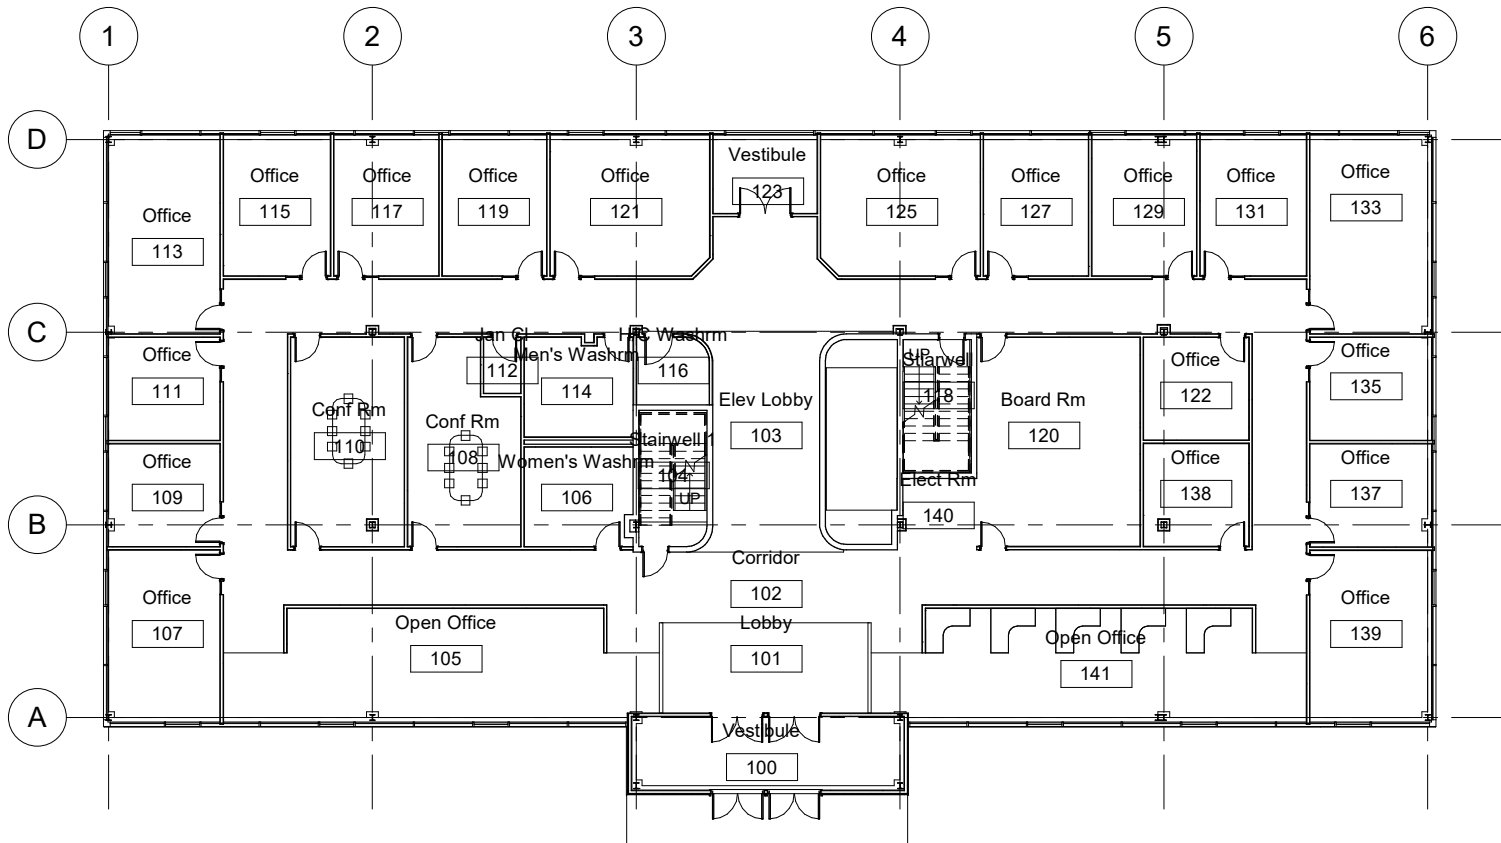 1 2 3 4 5 6
D
Vestibule
123
Office
115
Office
117
Office
119
Office
121
Office
125
Office
127
Office
129
Office
131
Office
133
Office
113
C
Jan Cl
112
Men's Washrm
114
H/C Washrm
116
UP
Stiarwell
118
Office
111
Conf Rm
110
Conf Rm
108
Elev Lobby
103
Board Rm
120
Office
122
Office
135
Stairwell 1
104
UP
Women's Washrm
106
Office
109
Elect Rm
140
Office
138
Office
137
B
Corridor
102
Office
107
Open Office
105
Lobby
101
Open Office
141
Office
139
A
Vestibule
100